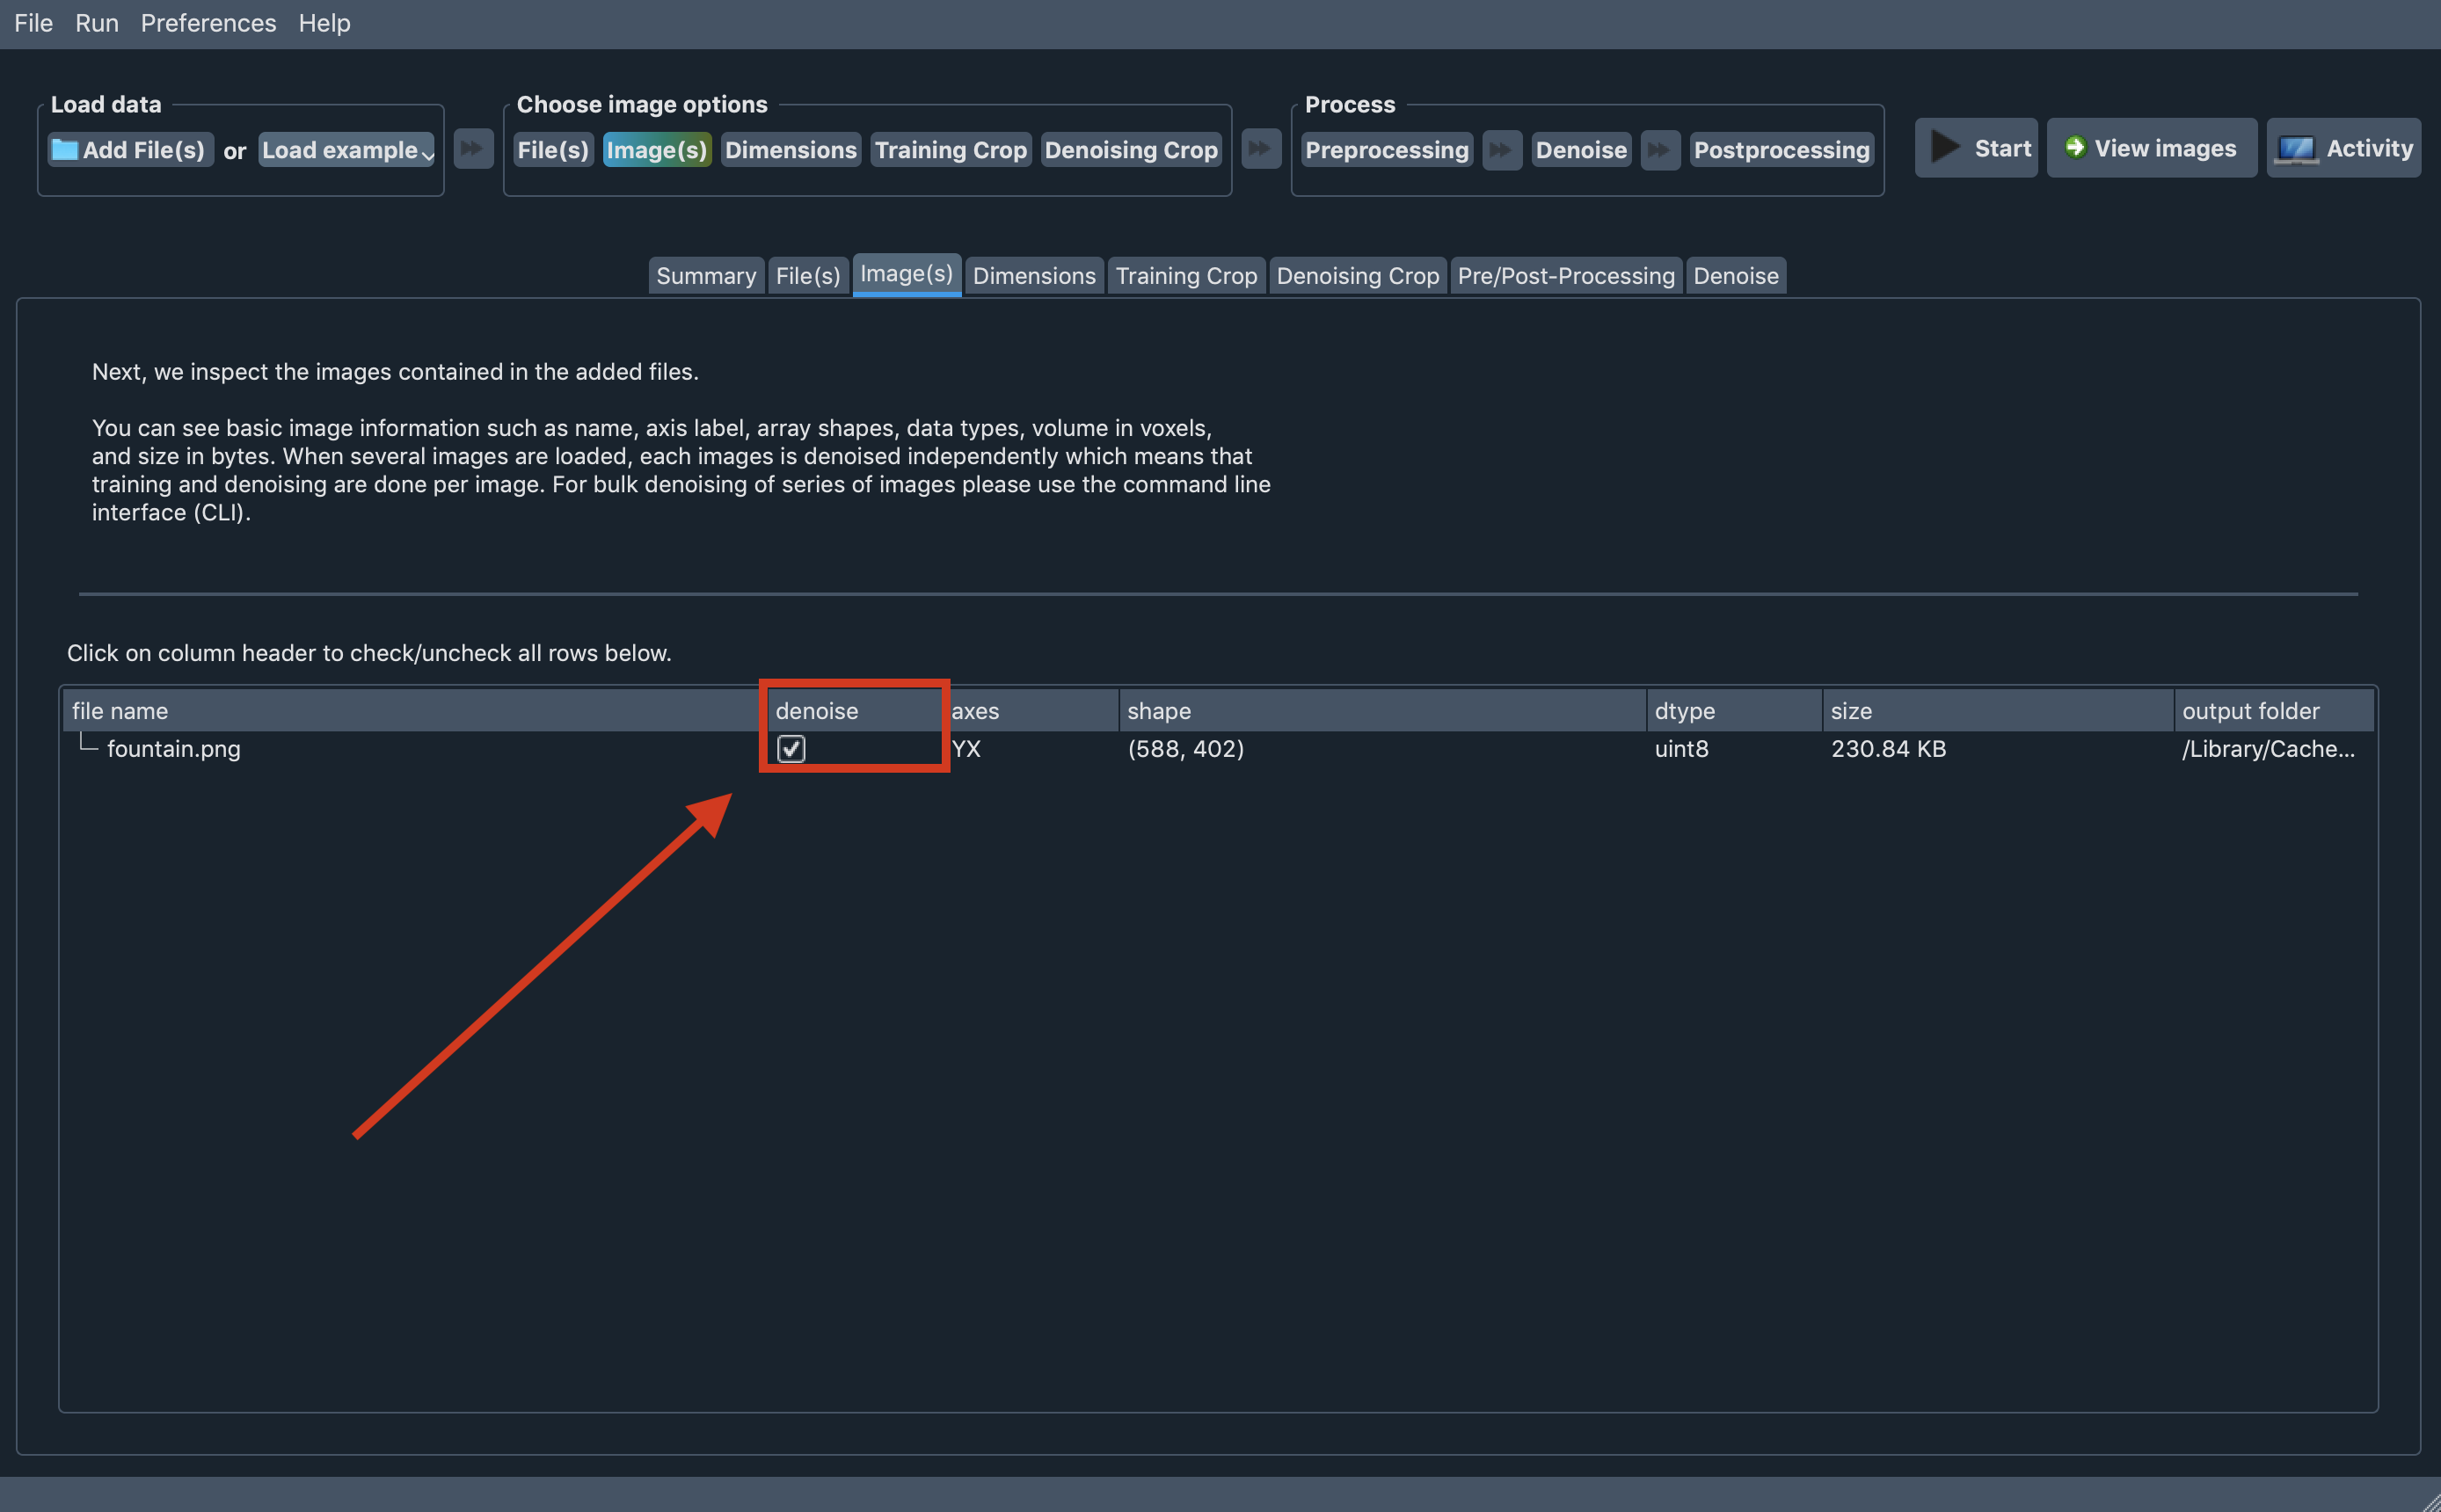 File Run Preferences Help
Load data Choose image options Process
Add File(s) or Load example File(s) Image(s) Dimensions Training Crop Denoising Crop Preprocessing Denoise Postprocessing Start View images Activity
Summary File(s) Image(s) Dimensions Training Crop Denoising Crop Pre/Post-Processing Denoise
Next, we inspect the images contained in the added files.
You can see basic image information such as name, axis label, array shapes, data types, volume in voxels,
and size in bytes. When several images are loaded, each images is denoised independently which means that
training and denoising are done per image. For bulk denoising of series of images please use the command line
interface (CLI).
Click on column header to check/uncheck all rows below.
file name denoise axes shape dtype size output folder
fountain.png YX (588, 402) uint8 230.84 KB /Library/Cache...